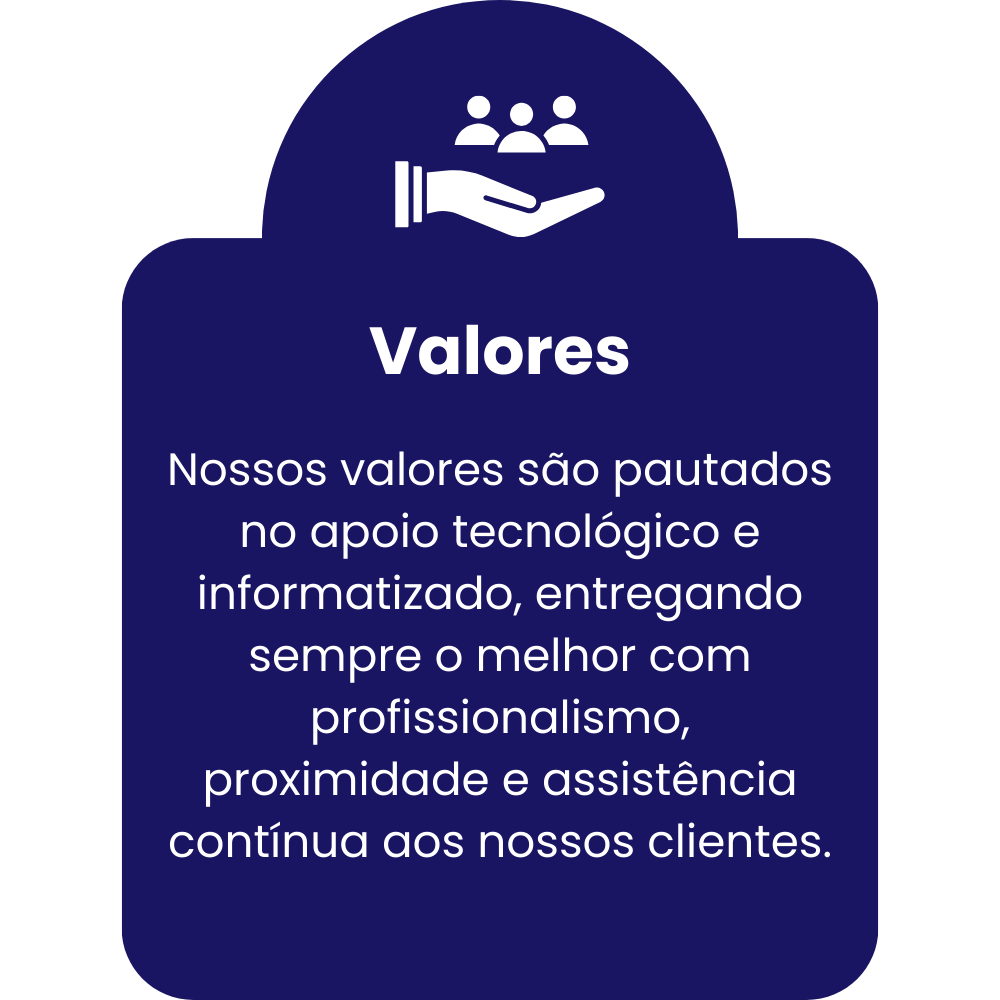 Valores
Nossos valores são pautados
no apoio tecnológico e
informatizado, entregando
sempre o melhor com
profissionalismo,
proximidade e assistência
contínua aos nossos clientes.